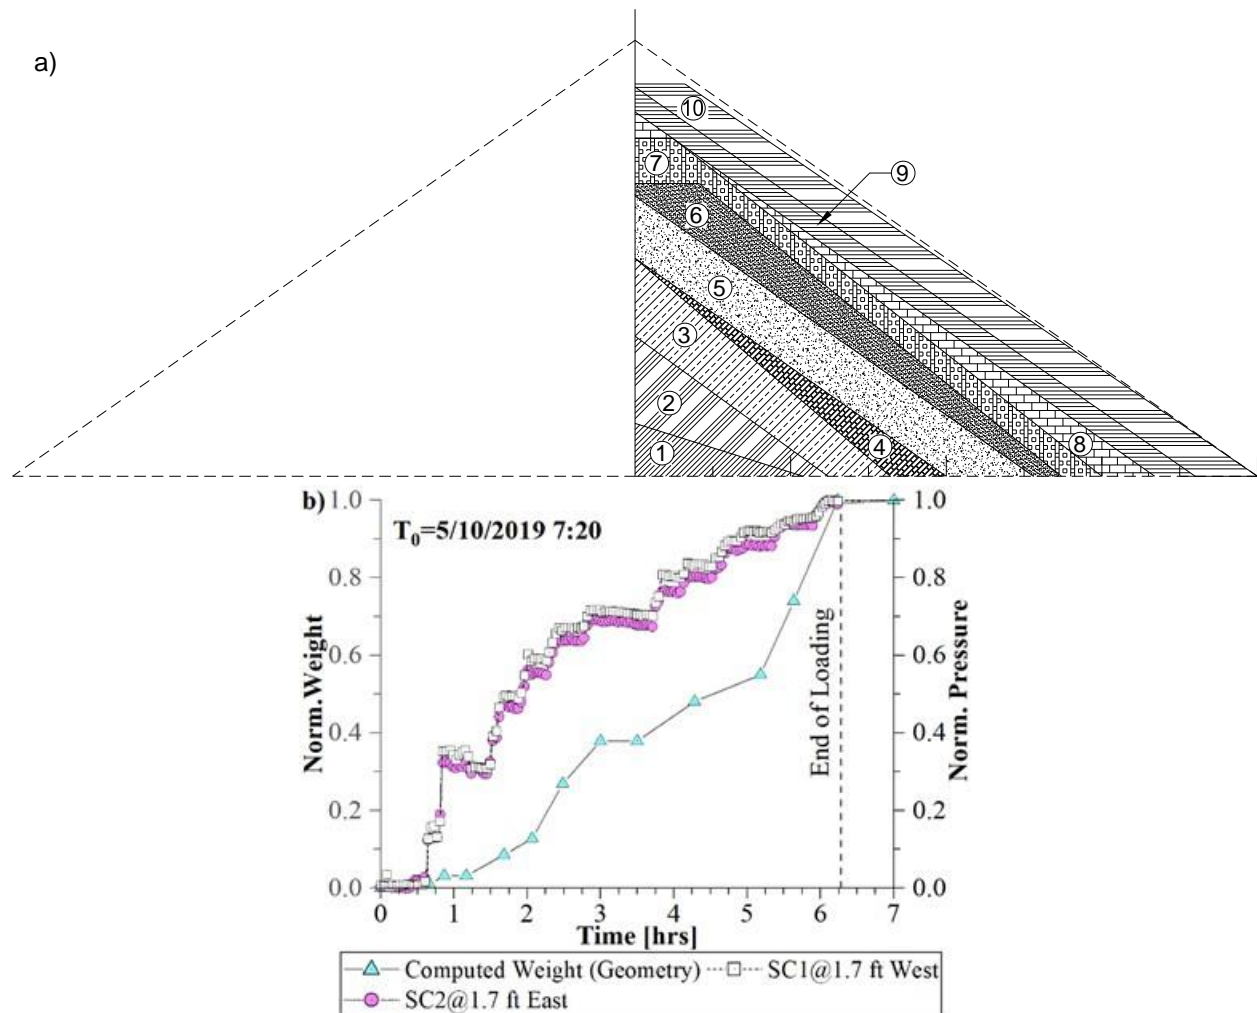 a)
10
7
9
6
5
3
2
4
8
1
b)
1.0
1.0
T0=5/10/2019 7:20
0.8
0.8
0.6
0.6
0.4
0.4
0.2
0.2
0.0
0.0
Norm.Weight
End of Loading
Norm. Pressure
0 1 2 3 4 5 6 7
Time [hrs]
Computed Weight (Geometry) SC1@1.7 ft West
SC2@1.7 ft East